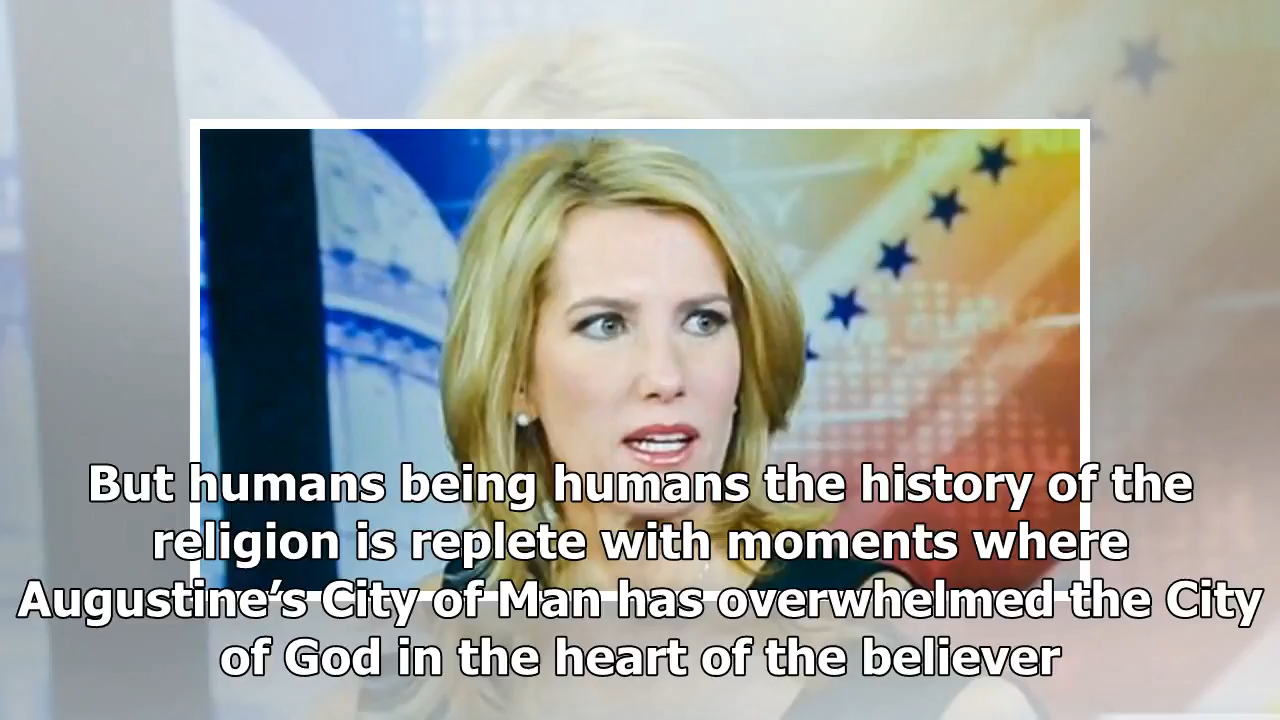 But humans being humans the history of the
religion is replete with moments where
Augustine’s City of Man has overwhelmed the City
of God in the heart of the believer